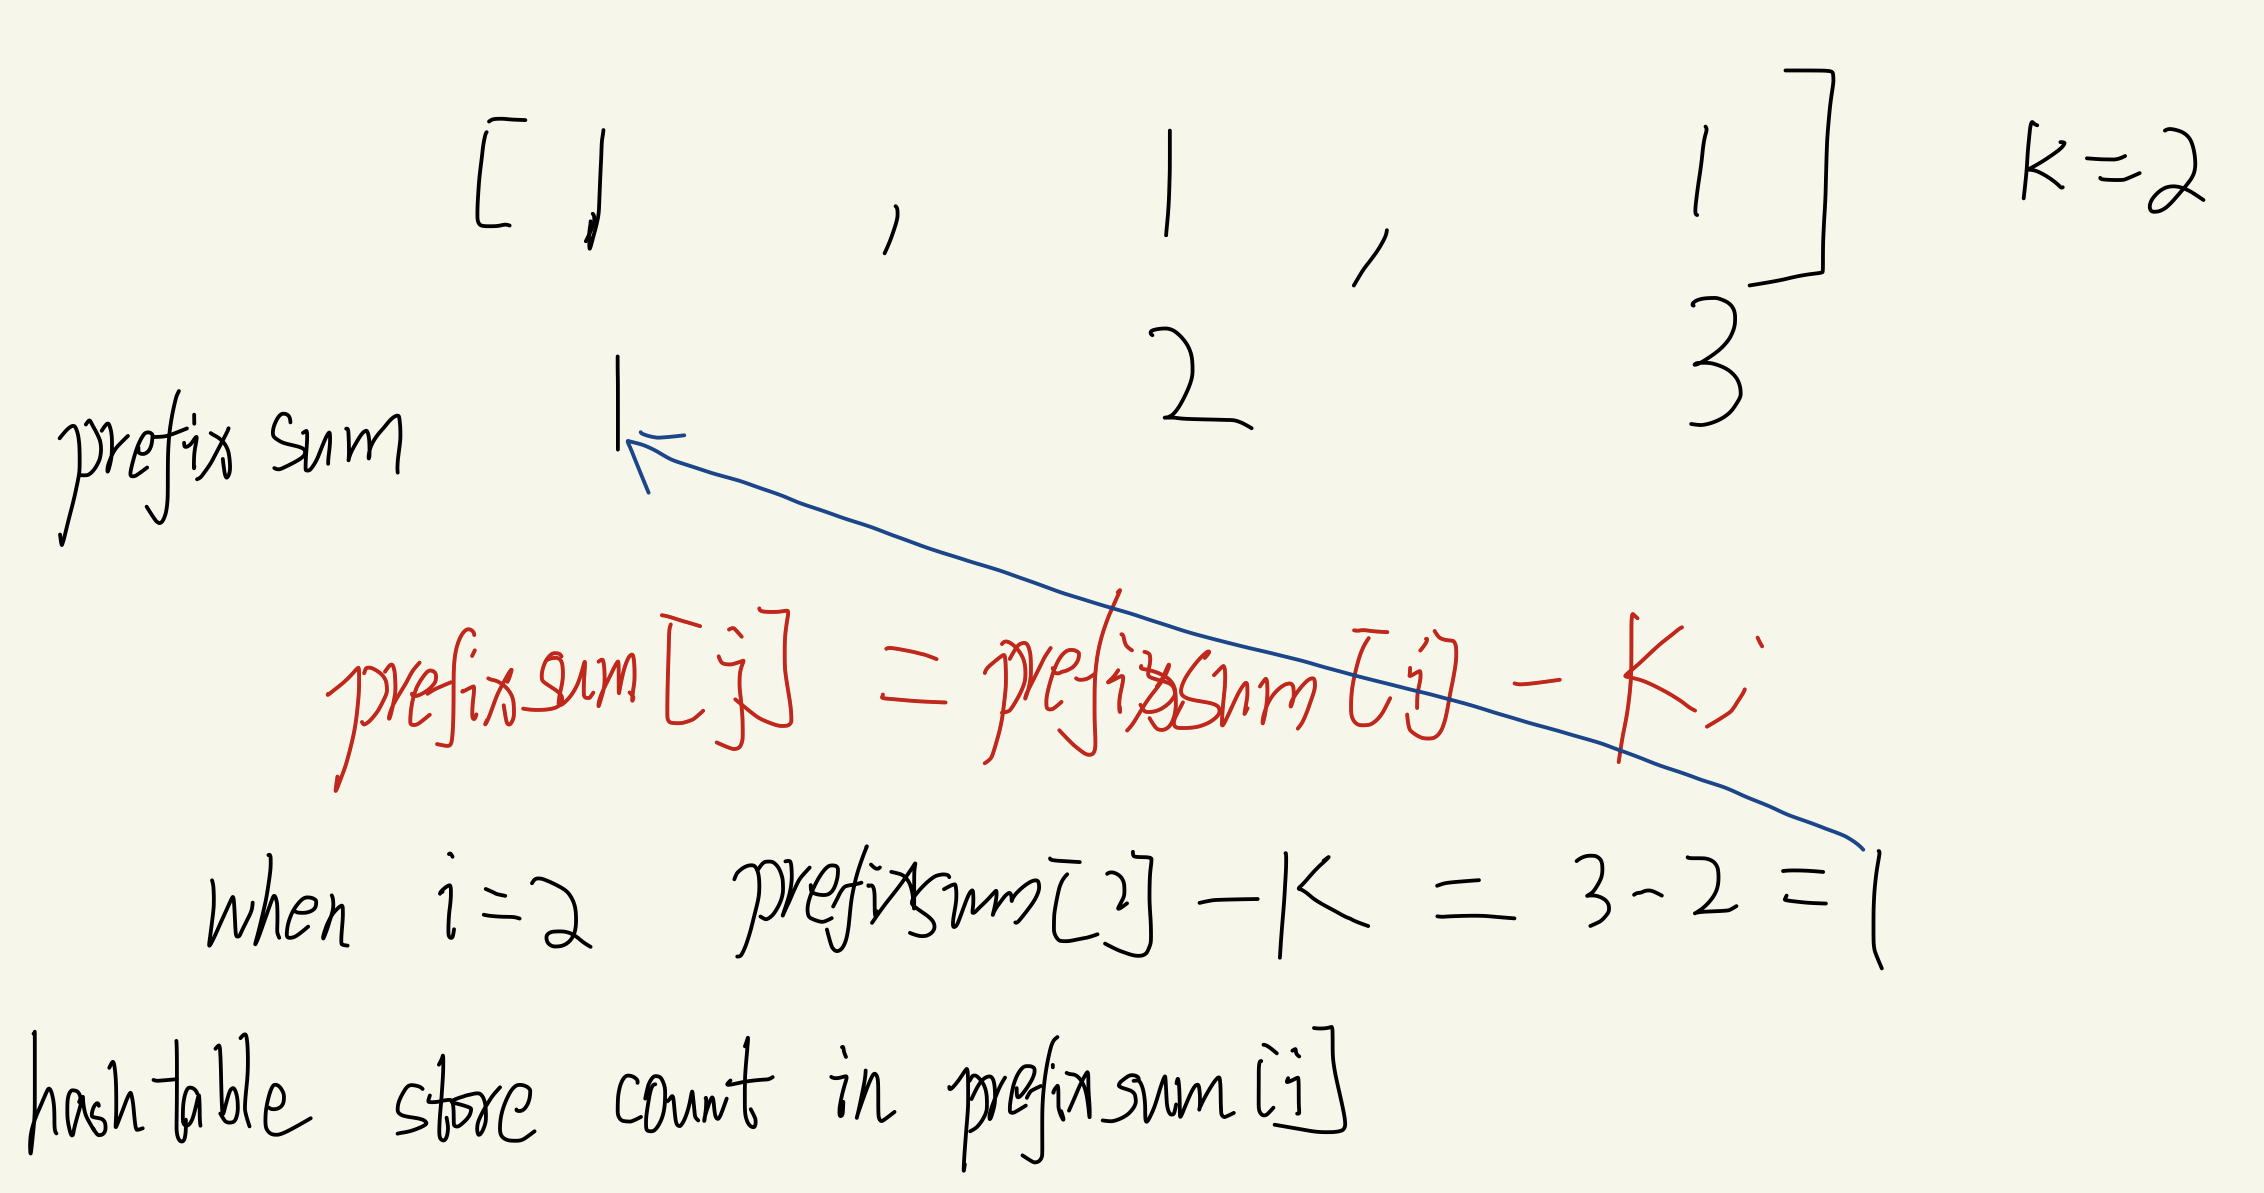 [1, 1, 1] K=2
prefix sum 1 2 3
prefixsum[j] = prefixsum[i] - K;
when i=2 prefixsum[2] - K = 3-2=1
hashtable store count in prefixsum[i]